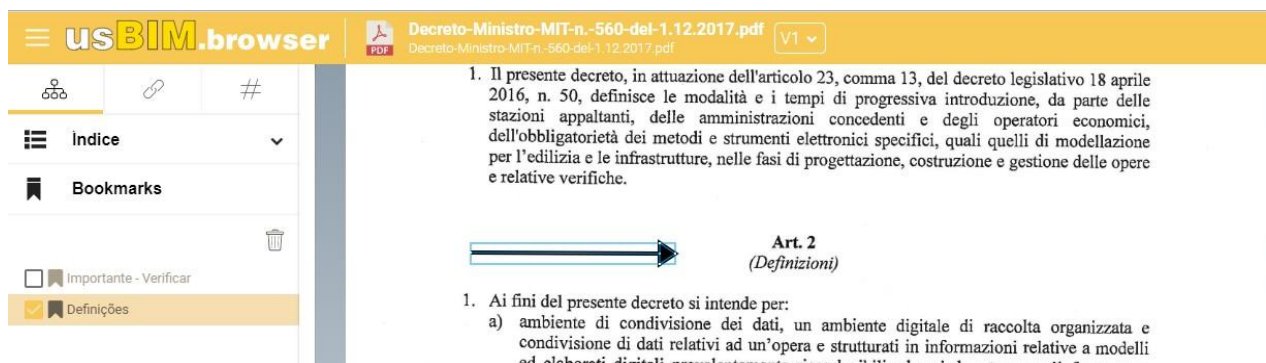 usBIM.browser
PDF
Decreto-Ministro-MIT-n.-560-del-1.12.2017.pdf
Decreto-Ministro-MIT-n.-560-del-1.12.2017.pdf
V1
#
Índice
Bookmarks
Importante - Verificar
Definições
1. Il presente decreto, in attuazione dell'articolo 23, comma 13, del decreto legislativo 18 aprile
2016, n. 50, definisce le modalità e i tempi di progressiva introduzione, da parte delle
stazioni appaltanti, delle amministrazioni concedenti e degli operatori economici,
dell'obbligatorietà dei metodi e strumenti elettronici specifici, quali quelli di modellazione
per l'edilizia e le infrastrutture, nelle fasi di progettazione, costruzione e gestione delle opere
e relative verifiche.
Art. 2
(Definizioni)
1. Ai fini del presente decreto si intende per:
a) ambiente di condivisione dei dati, un ambiente digitale di raccolta organizzata e
condivisione di dati relativi ad un'opera e strutturati in informazioni relative a modelli